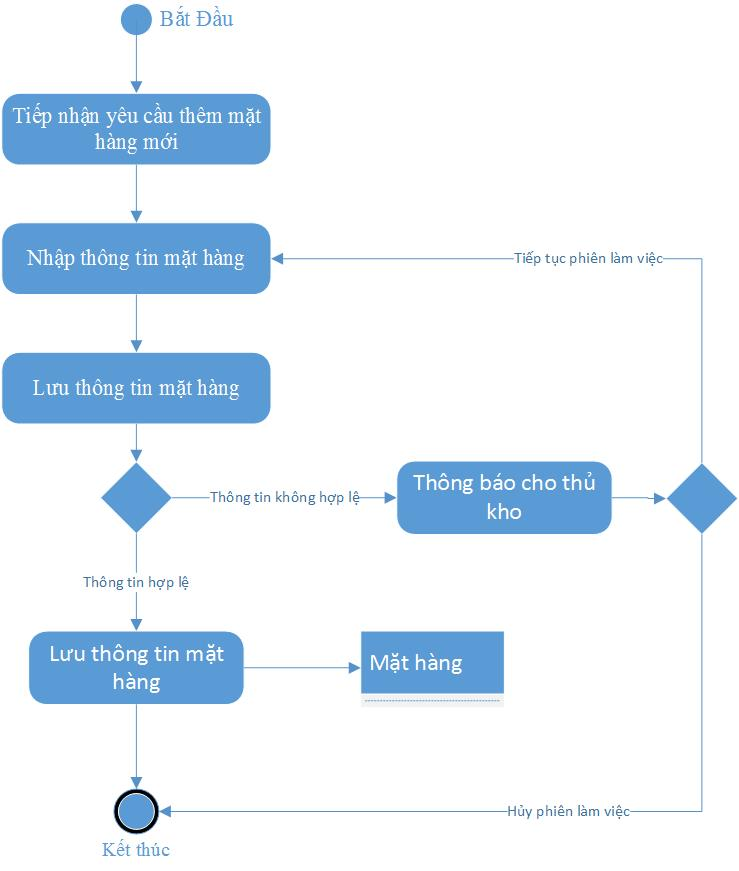 Bắt Đầu
Tiếp nhận yêu cầu thêm mặt
hàng mới
Nhập thông tin mặt hàng
Tiếp tục phiên làm việc
Lưu thông tin mặt hàng
Thông tin không hợp lệ
Thông báo cho thủ
kho
Thông tin hợp lệ
Lưu thông tin mặt
hàng
Mặt hàng
Hủy phiên làm việc
Kết thúc